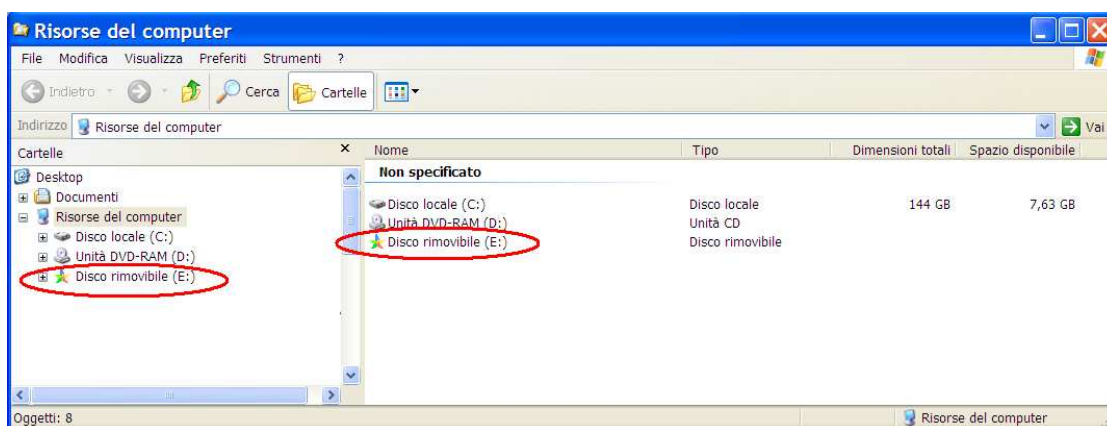 Risorse del computer
File Modifica Visualizza Preferiti Strumenti ?
Indietro Cerca Cartelle
Indirizzo Risorse del computer Vai
Cartelle x Nome Tipo Dimensioni totali Spazio disponibile
Desktop
Documenti
Risorse del computer
Disco locale (C:)
Unità DVD-RAM (D:)
Disco rimovibile (E:)
Non specificato
Disco locale (C:) Disco locale 144 GB 7,63 GB
Unità DVD-RAM (D:) Unità CD
Disco rimovibile (E:) Disco rimovibile
Oggetti: 8 Risorse del computer